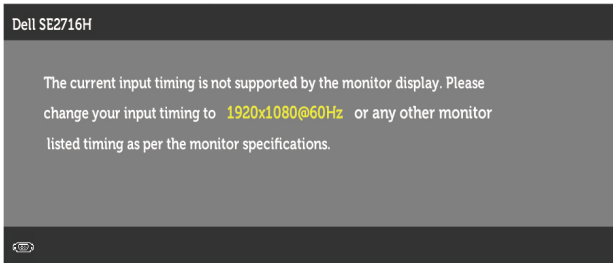 Dell SE2716H
The current input timing is not supported by the monitor display. Please
change your input timing to 1920x1080@60Hz or any other monitor
listed timing as per the monitor specifications.